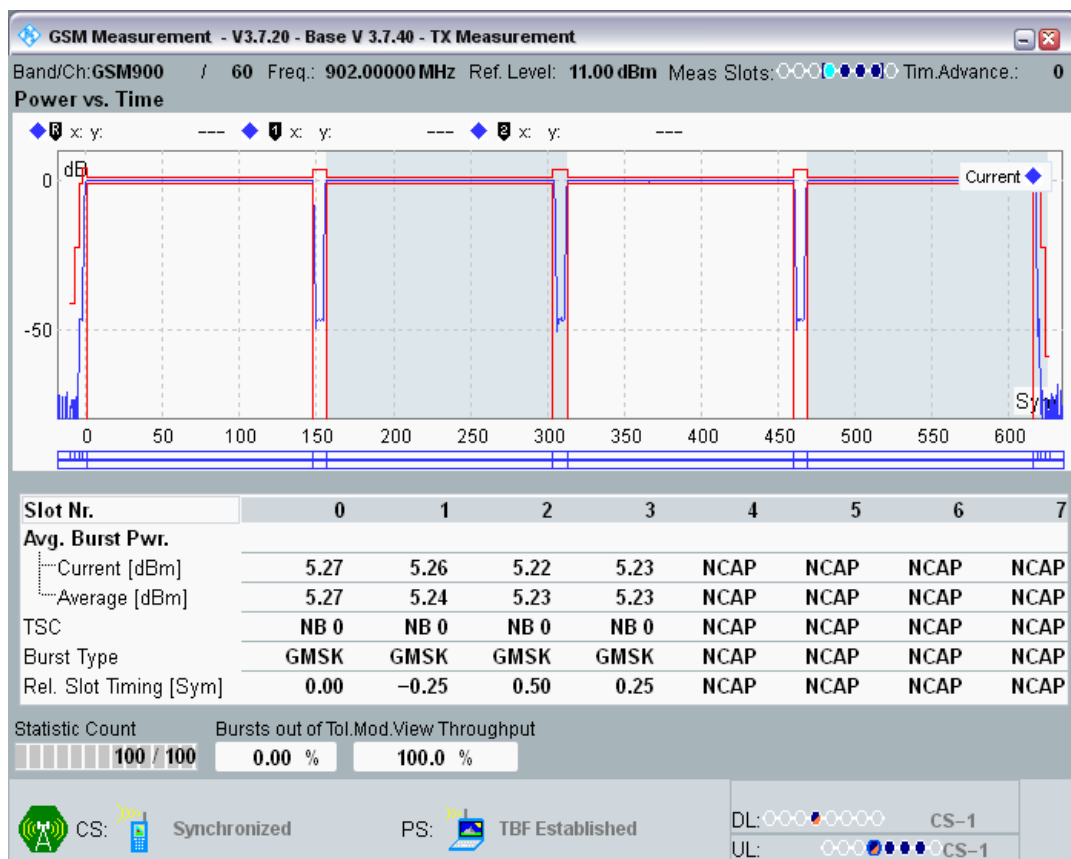 GSM Measurement - V3.7.20 - Base V 3.7.40 - TX Measurement
Band/Ch:GSM900 / 60 Freq.: 902.00000 MHz Ref. Level: 11.00 dBm Meas Slots: Tim.Advance.: 0
Power vs. Time
R x: y: --- 1 x: y: --- 2 x: y: ---
dB
Current
0
-50
Sym
0 50 100 150 200 250 300 350 400 450 500 550 600
Slot Nr. 0 1 2 3 4 5 6 7
Avg. Burst Pwr.
Current [dBm] 5.27 5.26 5.22 5.23 NCAP NCAP NCAP NCAP
Average [dBm] 5.27 5.24 5.23 5.23 NCAP NCAP NCAP NCAP
TSC NB 0 NB 0 NB 0 NB 0 NCAP NCAP NCAP NCAP
Burst Type GMSK GMSK GMSK GMSK NCAP NCAP NCAP NCAP
Rel. Slot Timing [Sym] 0.00 −0.25 0.50 0.25 NCAP NCAP NCAP NCAP
Statistic Count Bursts out of Tol.Mod.View Throughput
100 / 100 0.00 % 100.0 %
CS: Synchronized PS: TBF Established DL: CS−1
UL: CS−1